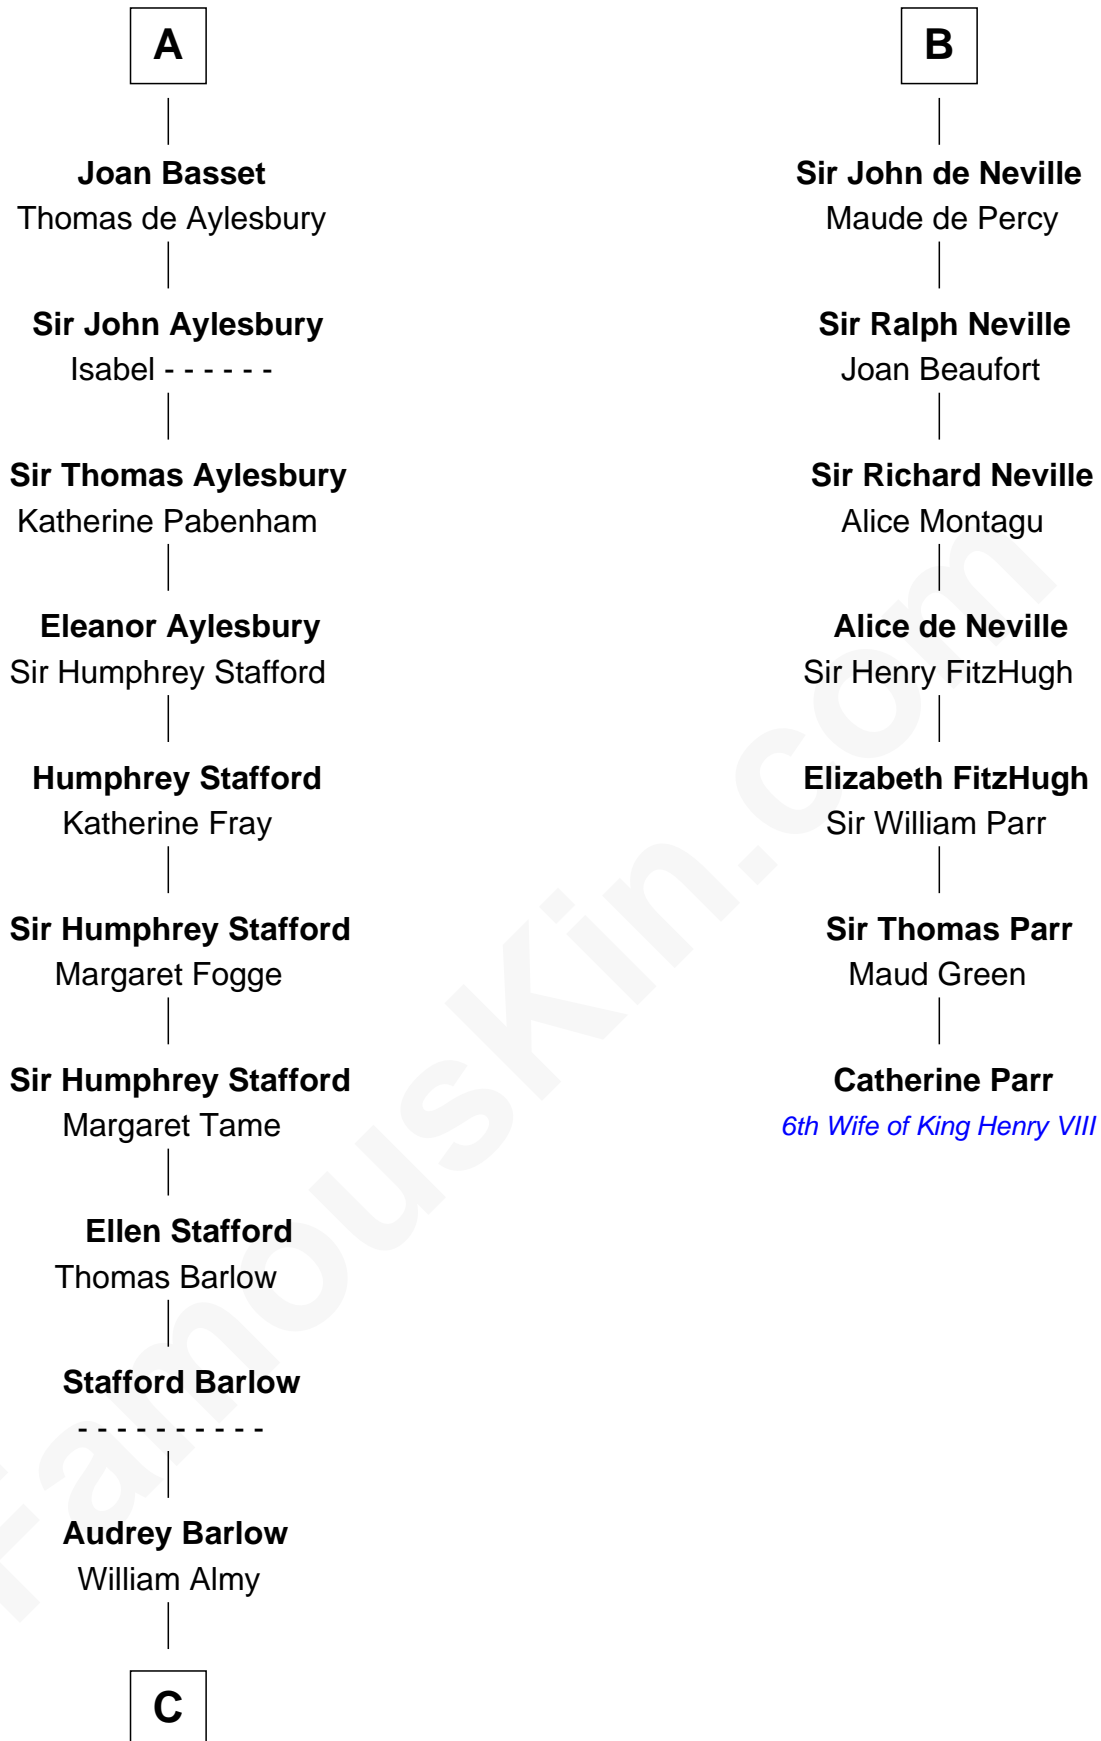 A
Joan Basset
Thomas de Aylesbury
Sir John Aylesbury
Isabel - - - - - -
Sir Thomas Aylesbury
Katherine Pabenham
Eleanor Aylesbury
Sir Humphrey Stafford
Humphrey Stafford
Katherine Fray
Sir Humphrey Stafford
Margaret Fogge
Sir Humphrey Stafford
Margaret Tame
Ellen Stafford
Thomas Barlow
Stafford Barlow
- - - - - - - - - -
Audrey Barlow
William Almy
C
B
Sir John de Neville
Maude de Percy
Sir Ralph Neville
Joan Beaufort
Sir Richard Neville
Alice Montagu
Alice de Neville
Sir Henry FitzHugh
Elizabeth FitzHugh
Sir William Parr
Sir Thomas Parr
Maud Green
Catherine Parr
6th Wife of King Henry VIII
FamousKin.com